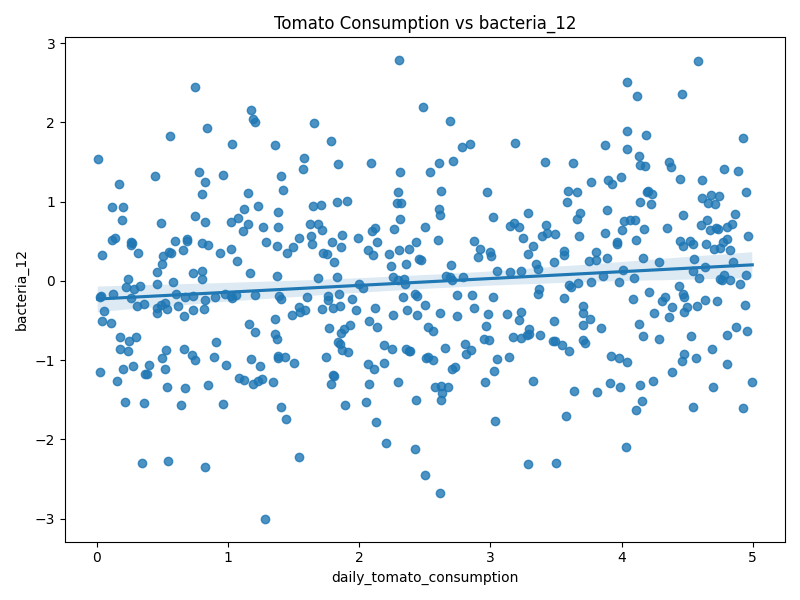 Tomato Consumption vs bacteria_12
bacteria_12
3
2
1
0
−1
−2
−3
0 1 2 3 4 5
daily_tomato_consumption